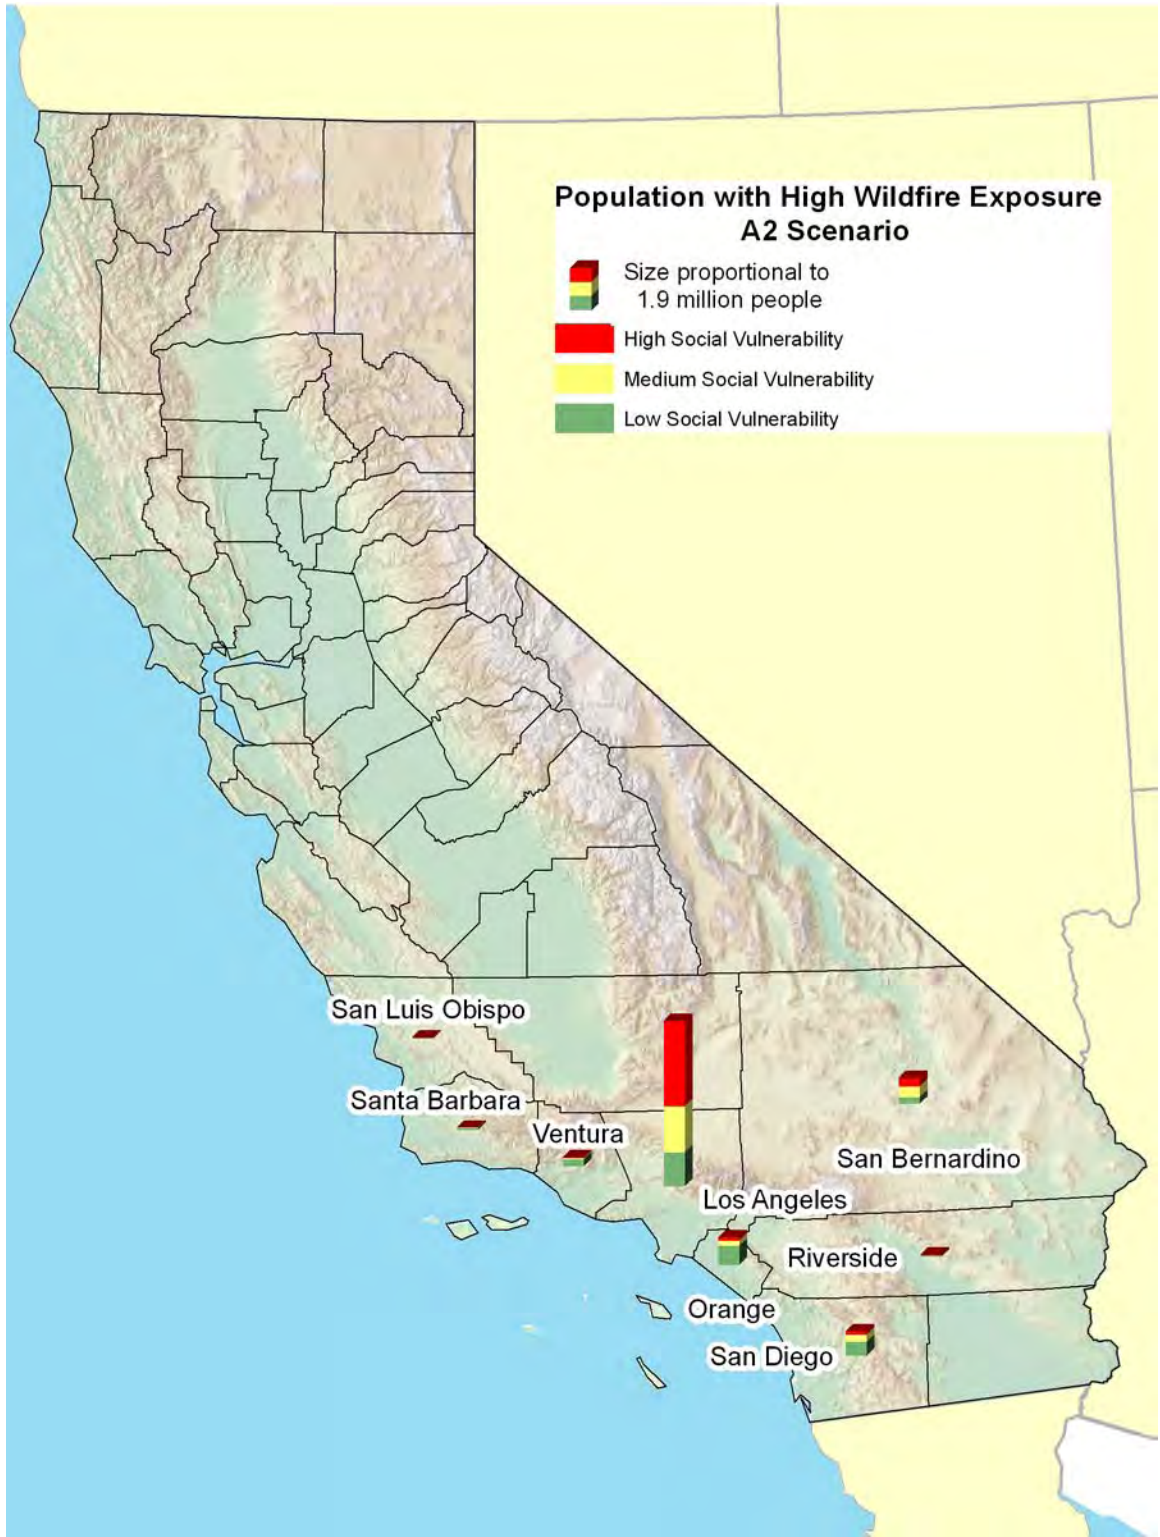 Population with High Wildfire Exposure
A2 Scenario
Size proportional to
1.9 million people
High Social Vulnerability
Medium Social Vulnerability
Low Social Vulnerability
San Luis Obispo
Santa Barbara
Ventura
San Bernardino
Los Angeles
Riverside
Orange
San Diego